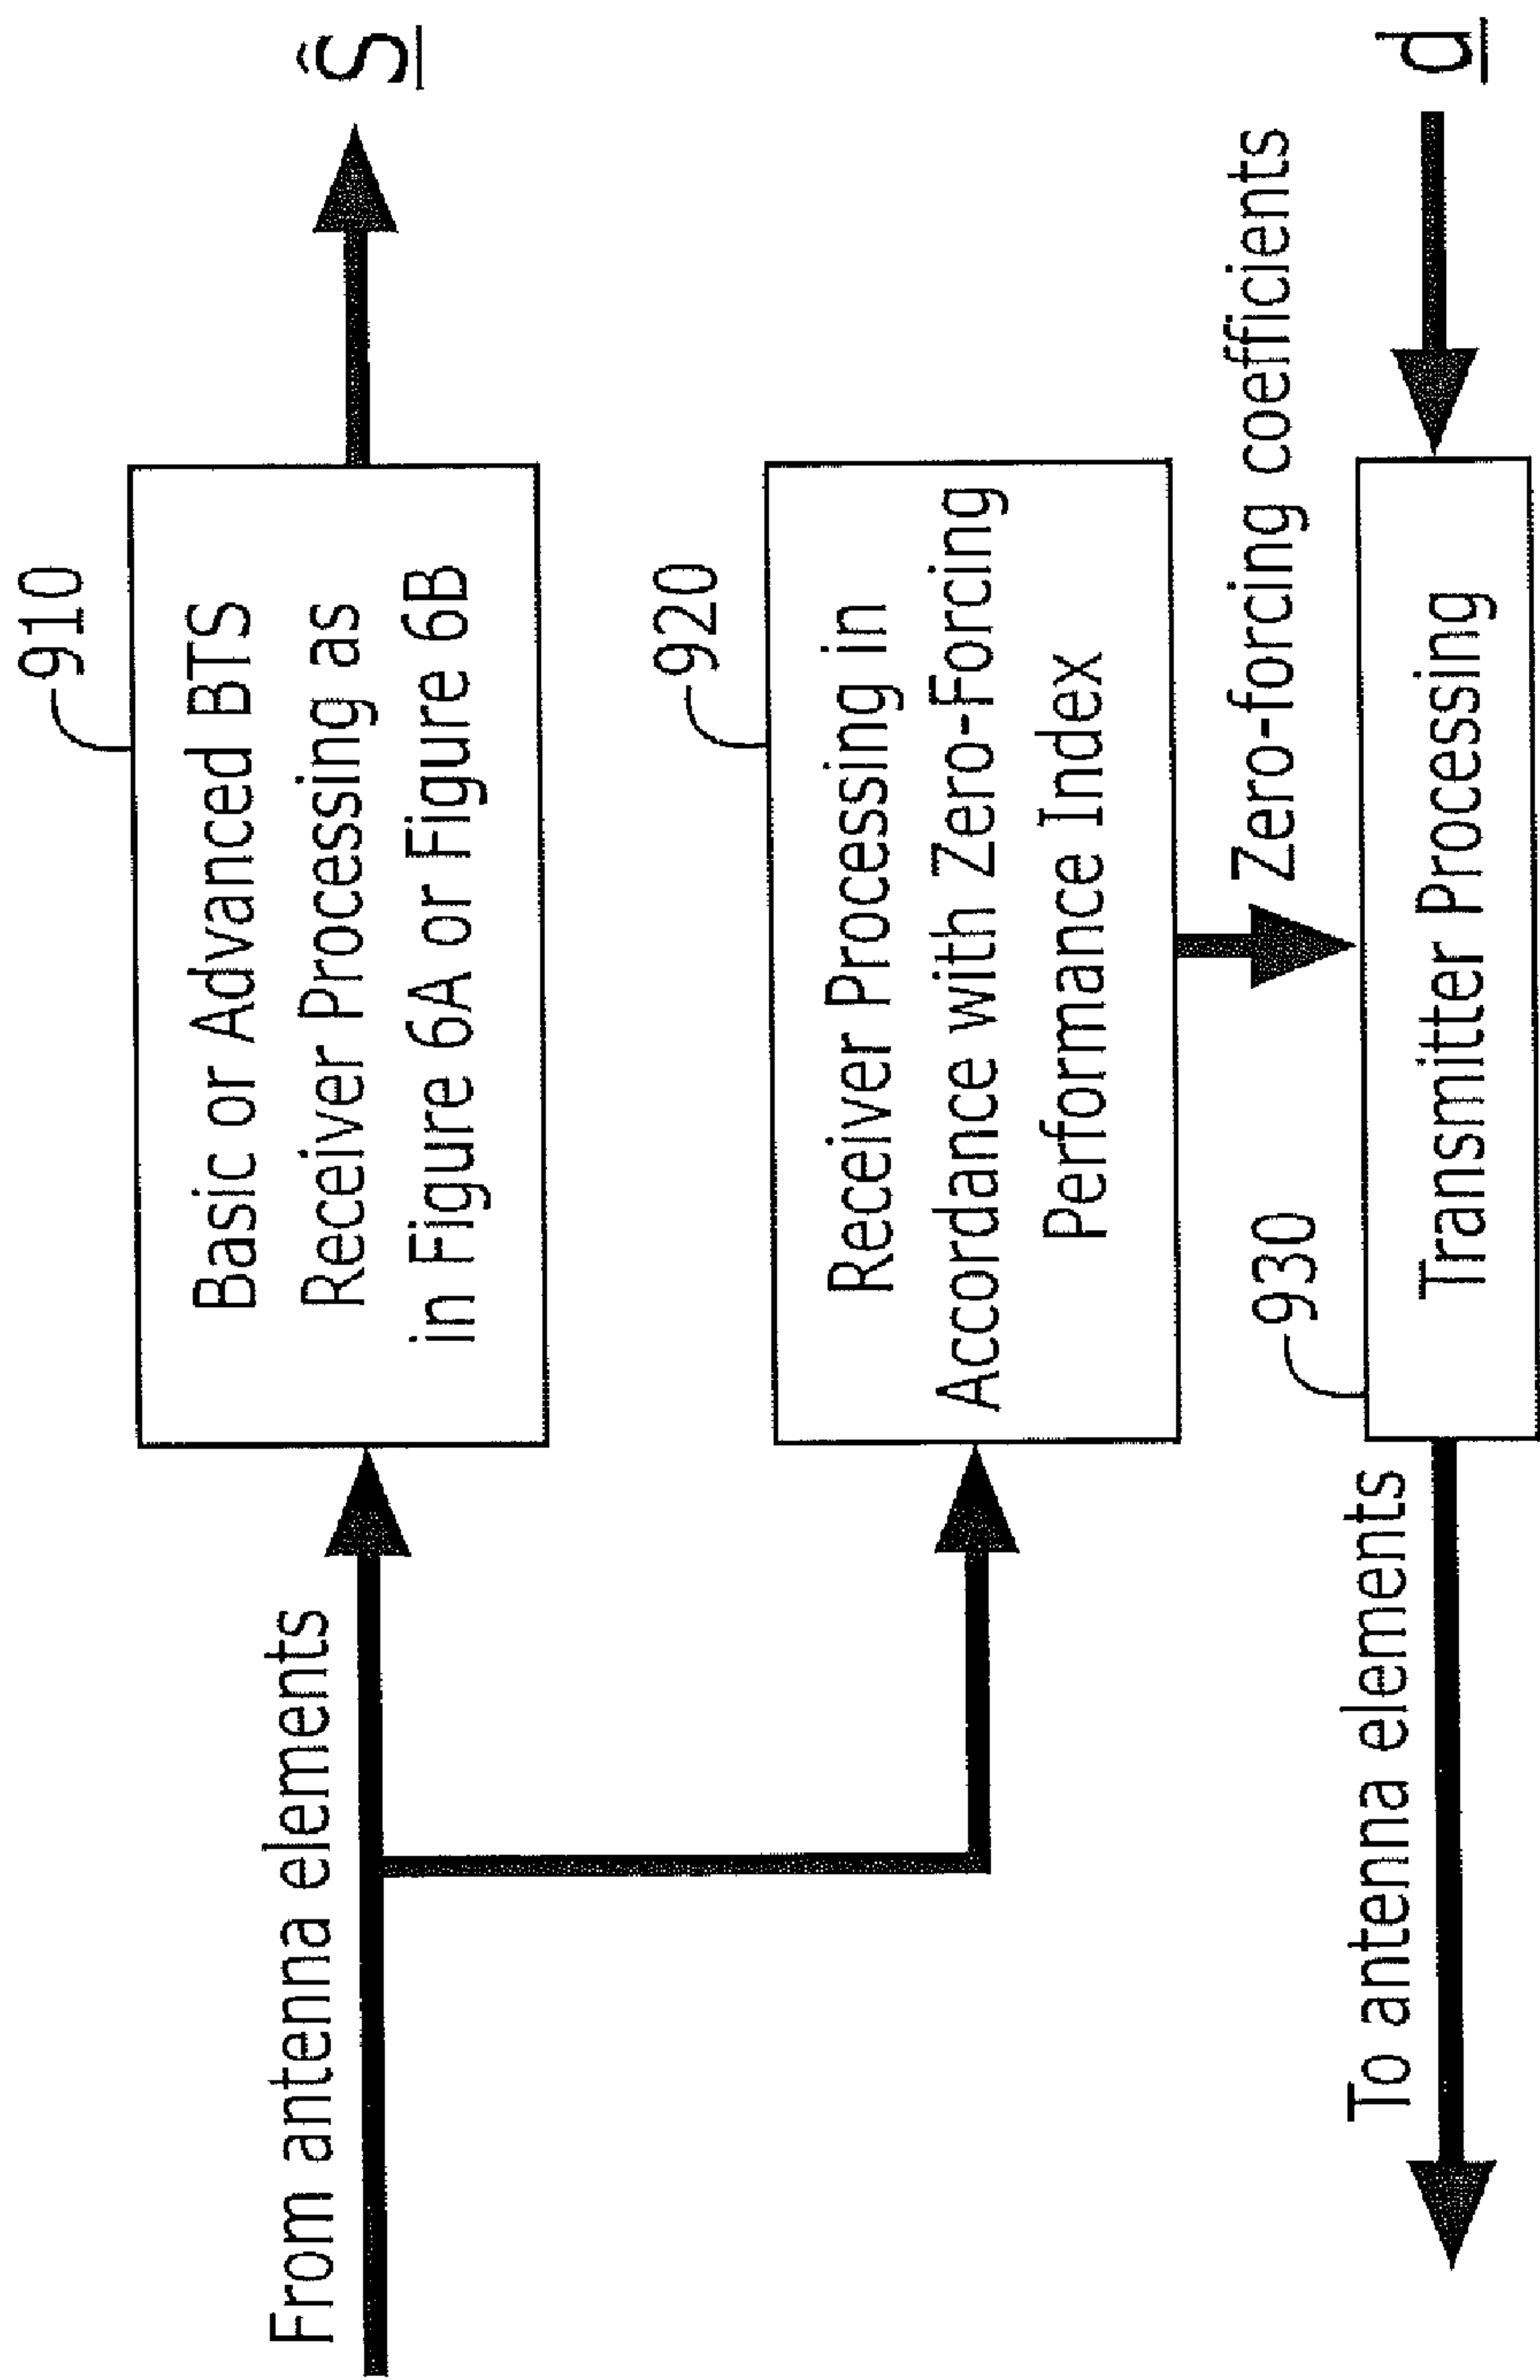 910
Basic or Advanced BTS
Receiver Processing as
in Figure 6A or Figure 6B
From antenna elements
Ŝ
920
Receiver Processing in
Accordance with Zero-Forcing
Performance Index
Zero-forcing coefficients
930
Transmitter Processing
To antenna elements
d